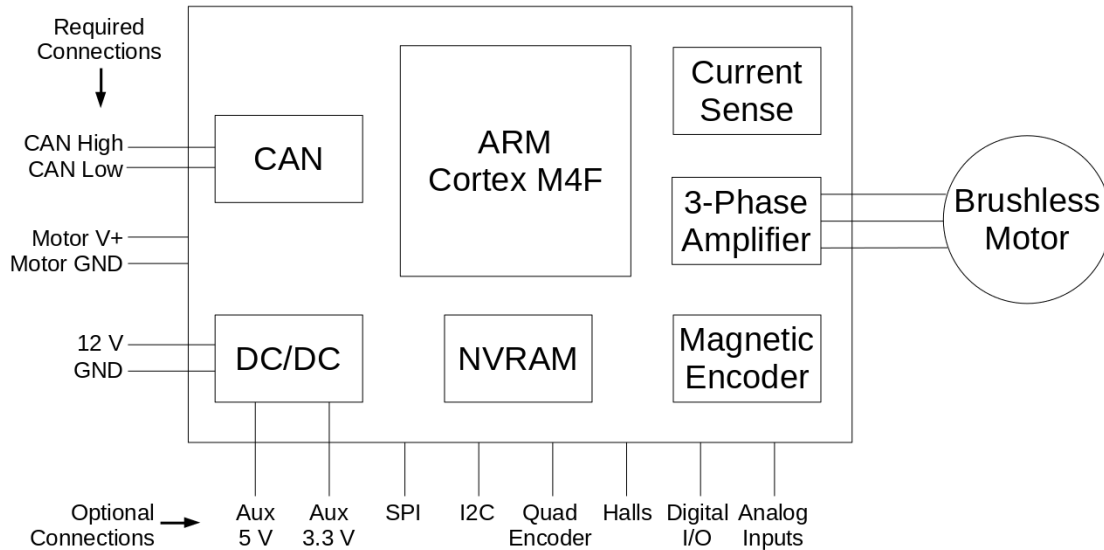 Required
Connections
CAN High
CAN Low
Motor V+
Motor GND
12 V
GND
CAN
ARM
Cortex M4F
Current
Sense
3-Phase
Amplifier
Brushless
Motor
DC/DC
NVRAM
Magnetic
Encoder
Optional
Connections
Aux
5 V
Aux
3.3 V
SPI
I2C
Quad
Encoder
Halls
Digital
I/O
Analog
Inputs